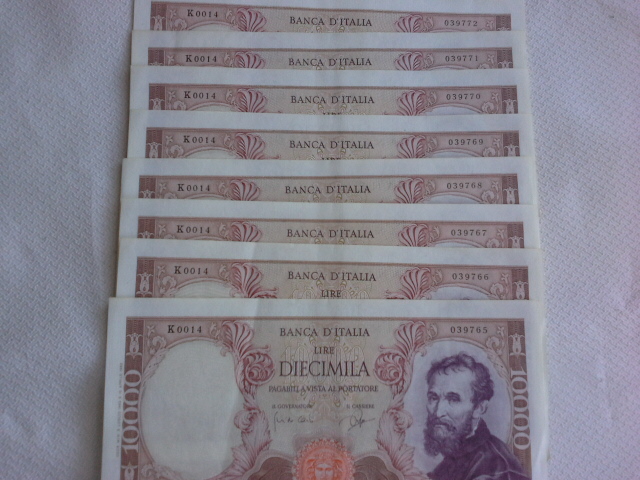 K0014 BANCA D'ITALIA 039772
K0014 BANCA D'ITALIA 039771
K0014 BANCA D'ITALIA 039770
K0014 BANCA D'ITALIA 039769
K0014 BANCA D'ITALIA 039768
K0014 BANCA D'ITALIA 039767
K0014 BANCA D'ITALIA 039766
LIRE
K0014 BANCA D'ITALIA 039765
LIRE
DIECIMILA
PAGABILI A VISTA AL PORTATORE
IL GOVERNATORE IL CASSIERE
10000 10000